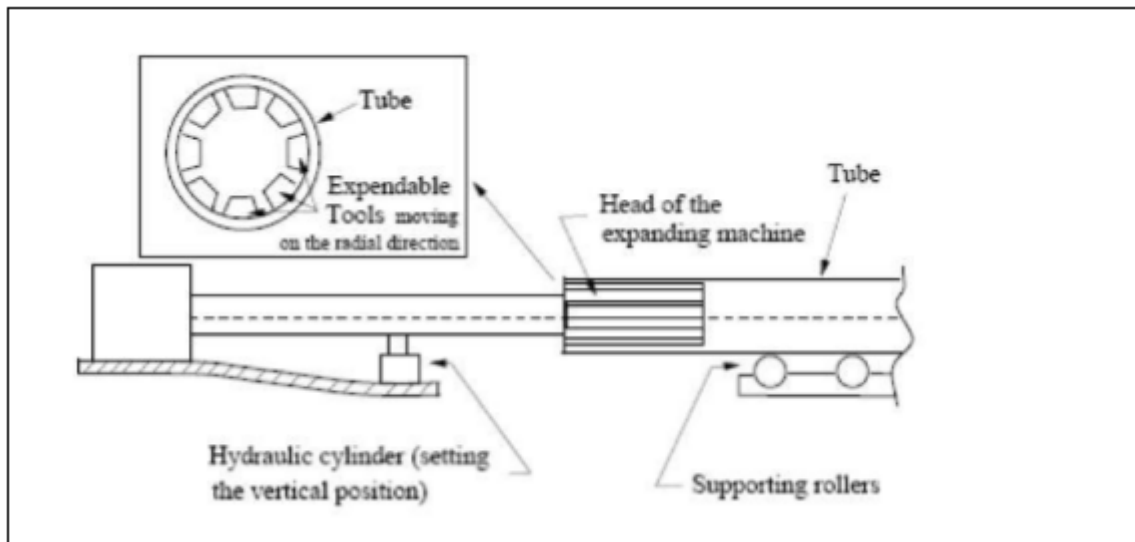 Tube
Expendable
Tools moving
on the radial direction
Tube
Head of the
expanding machine
Hydraulic cylinder (setting
the vertical position)
Supporting rollers